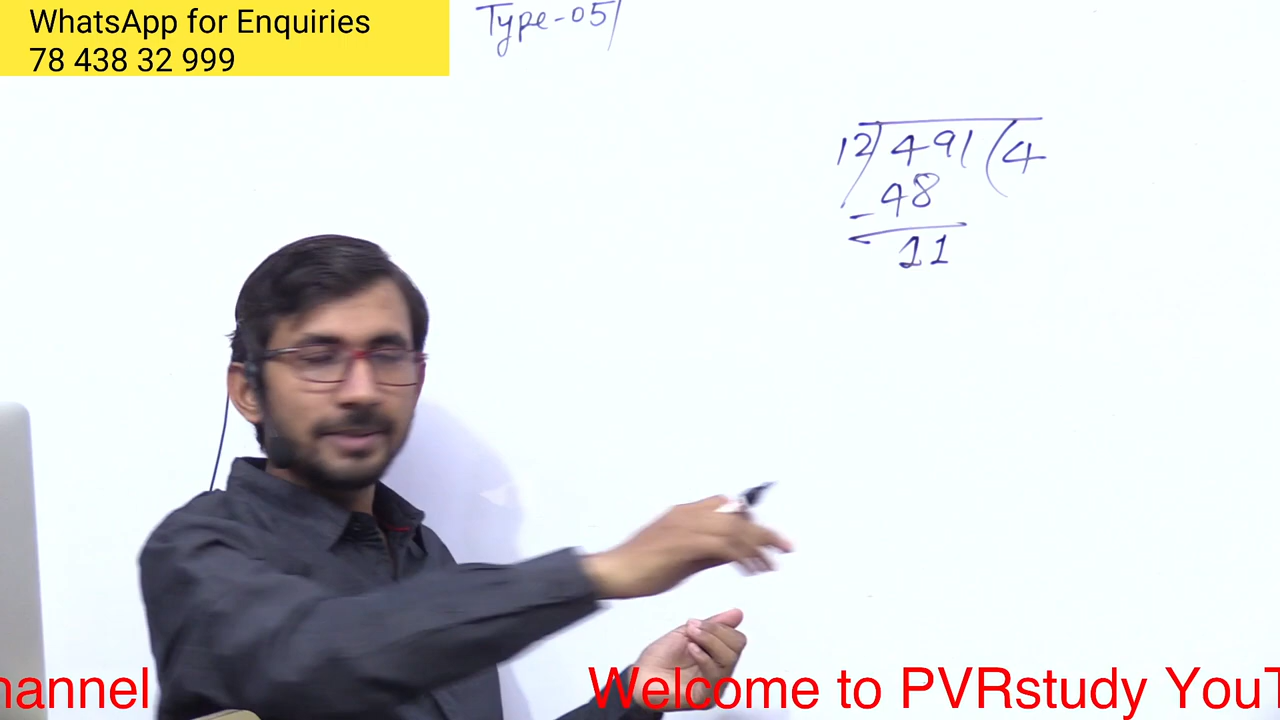 WhatsApp for Enquiries
78 438 32 999
Type-05/
12) 491 (4
- 48
11
hannel Welcome to PVRstudy YouT